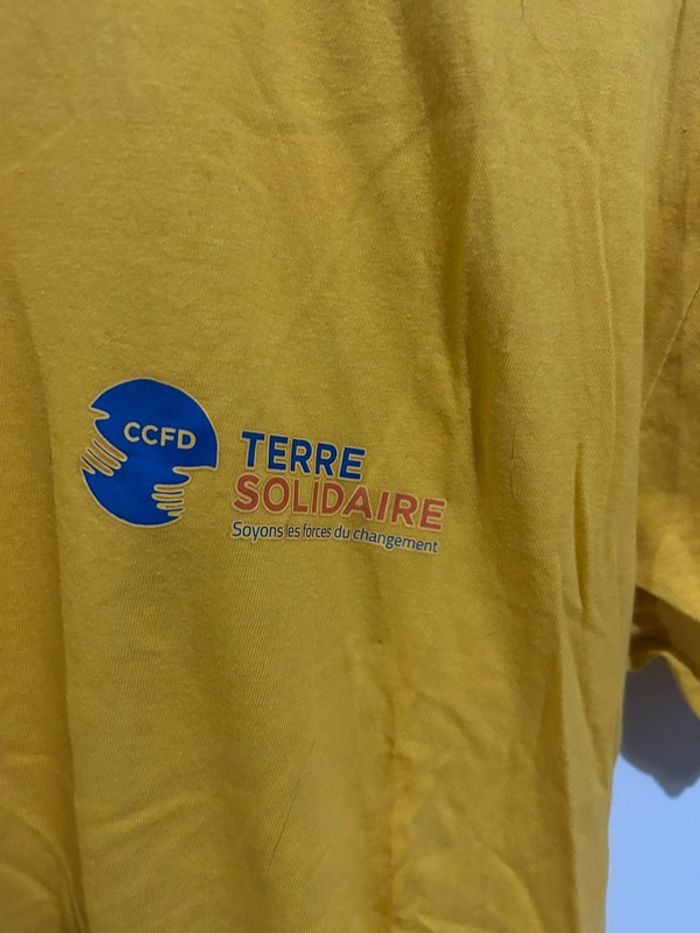 CCFD
TERRE
SOLIDAIRE
Soyons les forces du changement